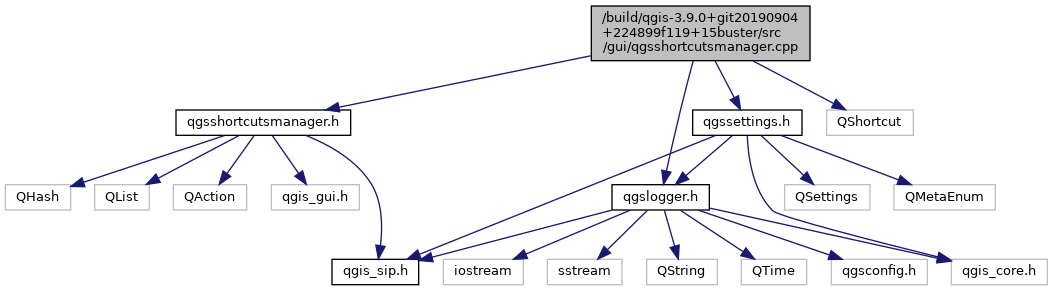 /build/qgis-3.9.0+git20190904
+224899f119+15buster/src
/gui/qgsshortcutsmanager.cpp
qgsshortcutsmanager.h
qgssettings.h
QShortcut
QHash
QList
QAction
qgis_gui.h
qgslogger.h
QSettings
QMetaEnum
qgis_sip.h
iostream
sstream
QString
QTime
qgsconfig.h
qgis_core.h